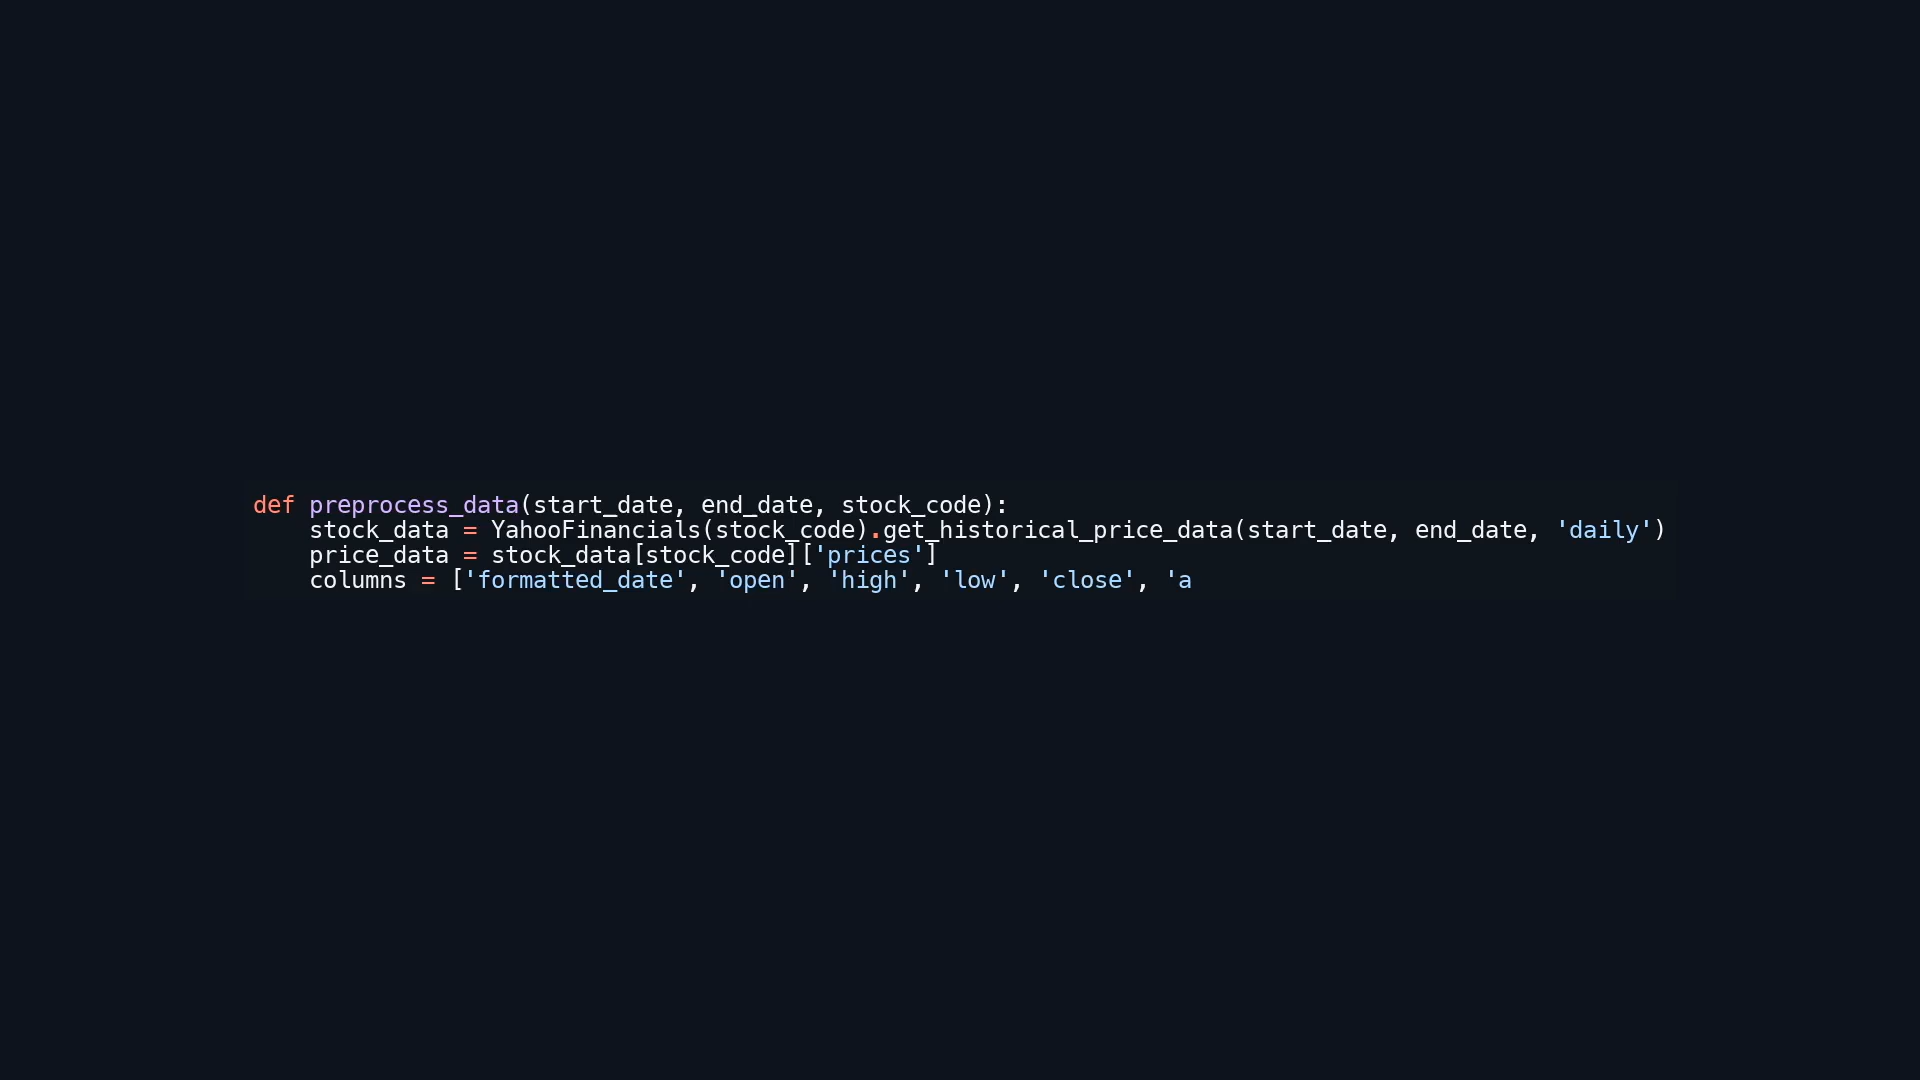 def preprocess_data(start_date, end_date, stock_code):
    stock_data = YahooFinancials(stock_code).get_historical_price_data(start_date, end_date, 'daily')
    price_data = stock_data[stock_code]['prices']
    columns = ['formatted_date', 'open', 'high', 'low', 'close', 'a